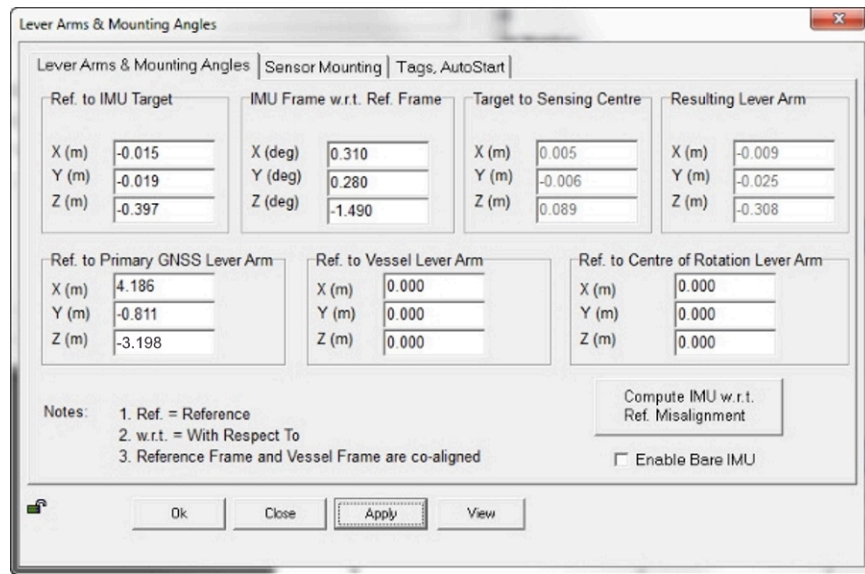 Lever Arms & Mounting Angles
Lever Arms & Mounting Angles Sensor Mounting Tags, AutoStart
Ref. to IMU Target
X (m) -0.015
Y (m) -0.019
Z (m) -0.397
IMU Frame w.r.t. Ref. Frame
X (deg) 0.310
Y (deg) 0.280
Z (deg) -1.490
Target to Sensing Centre
X (m) 0.005
Y (m) -0.006
Z (m) 0.089
Resulting Lever Arm
X (m) -0.009
Y (m) -0.025
Z (m) -0.308
Ref. to Primary GNSS Lever Arm
X (m) 4.186
Y (m) -0.811
Z (m) -3.198
Ref. to Vessel Lever Arm
X (m) 0.000
Y (m) 0.000
Z (m) 0.000
Ref. to Centre of Rotation Lever Arm
X (m) 0.000
Y (m) 0.000
Z (m) 0.000
Notes: 1. Ref. = Reference
2. w.r.t. = With Respect To
3. Reference Frame and Vessel Frame are co-aligned
Compute IMU w.r.t.
Ref. Misalignment
Enable Bare IMU
Ok Close Apply View